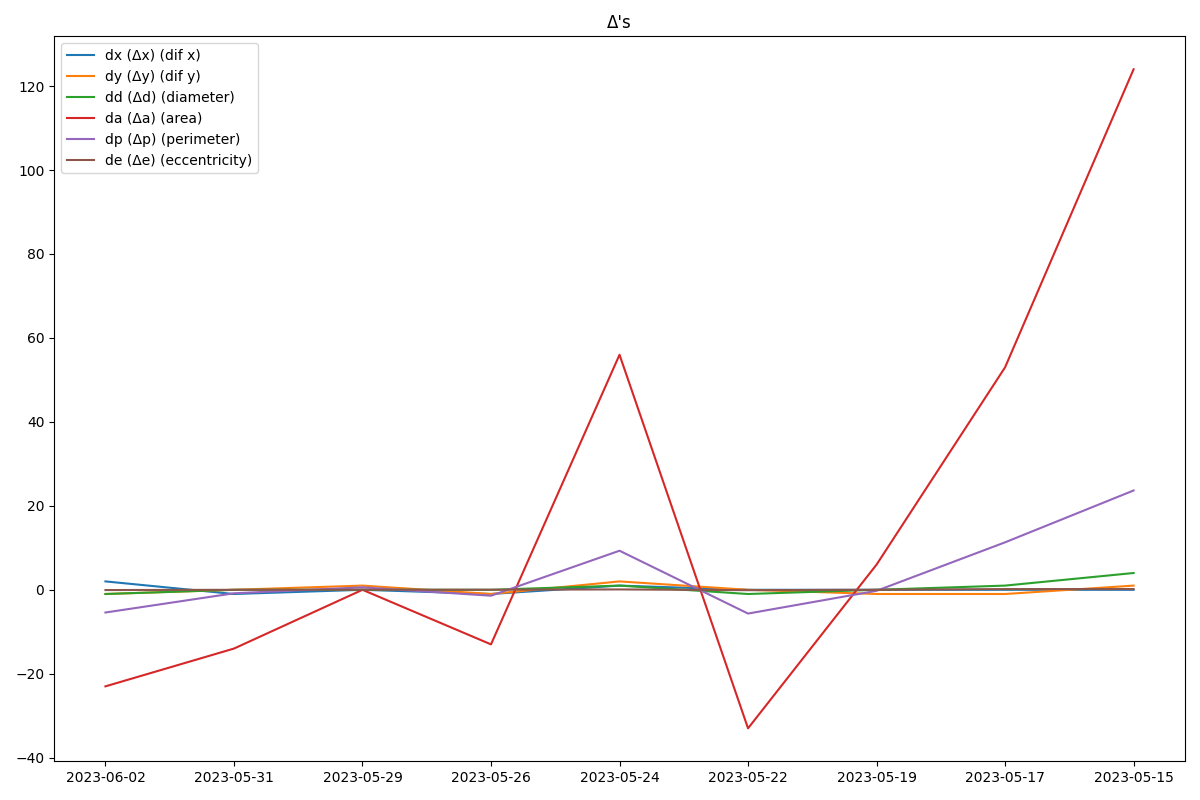 Δ's
dx (Δx) (dif x)
dy (Δy) (dif y)
dd (Δd) (diameter)
da (Δa) (area)
dp (Δp) (perimeter)
de (Δe) (eccentricity)
120
100
80
60
40
20
0
−20
−40
2023-06-02 2023-05-31 2023-05-29 2023-05-26 2023-05-24 2023-05-22 2023-05-19 2023-05-17 2023-05-15